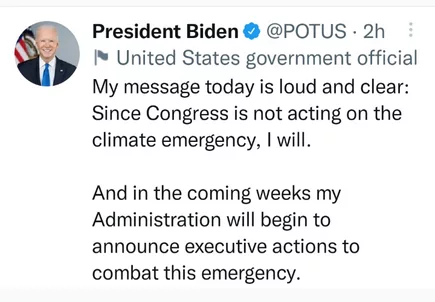 President Biden @POTUS · 2h
United States government official
My message today is loud and clear:
Since Congress is not acting on the
climate emergency, I will.
And in the coming weeks my
Administration will begin to
announce executive actions to
combat this emergency.